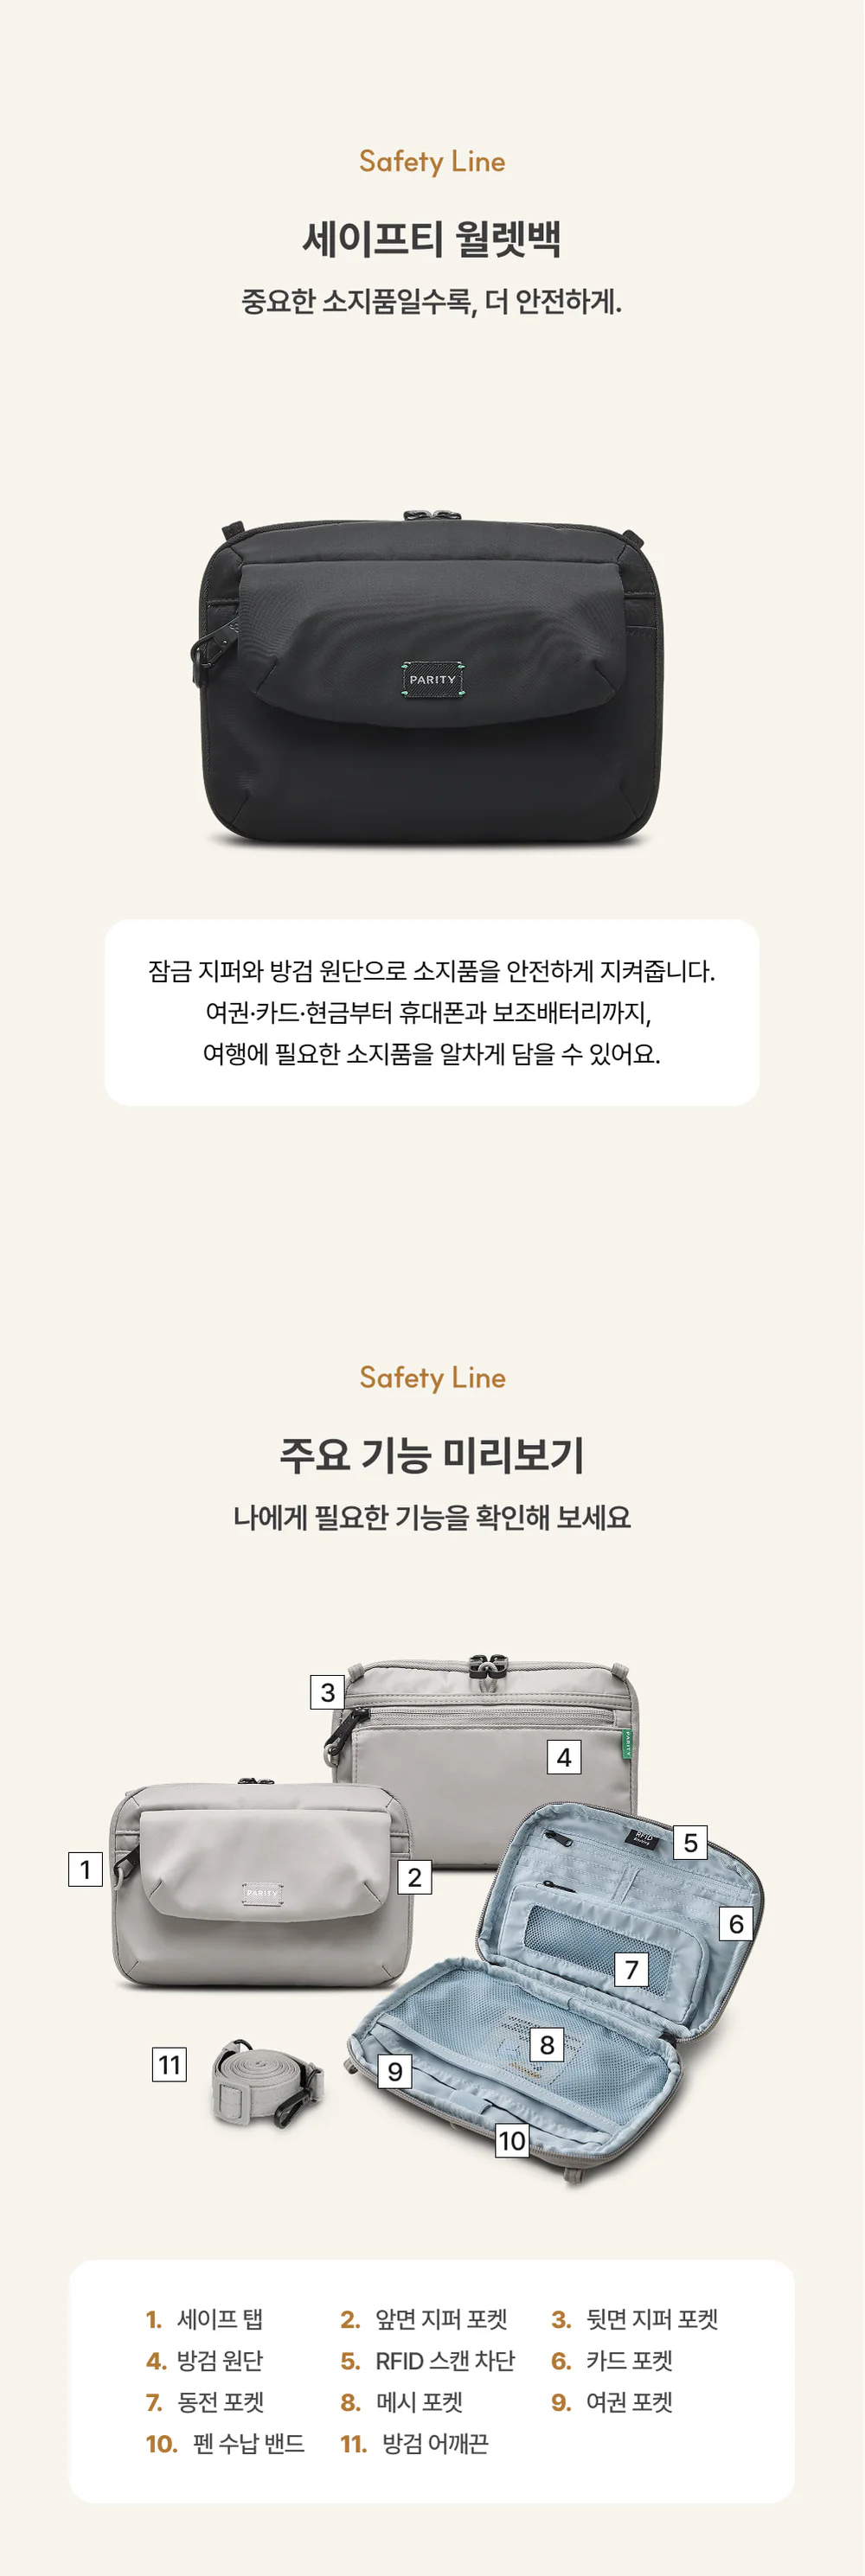 Safety Line
세이프티 월렛백
중요한 소지품일수록, 더 안전하게.
PARITY
잠금 지퍼와 방검 원단으로 소지품을 안전하게 지켜줍니다.
여권·카드·현금부터 휴대폰과 보조배터리까지,
여행에 필요한 소지품을 알차게 담을 수 있어요.
Safety Line
주요 기능 미리보기
나에게 필요한 기능을 확인해 보세요
3
4
PARITY
1
2
PARITY
RFID
5
6
7
8
9
10
11
1. 세이프 탭 2. 앞면 지퍼 포켓 3. 뒷면 지퍼 포켓
4. 방검 원단 5. RFID 스캔 차단 6. 카드 포켓
7. 동전 포켓 8. 메시 포켓 9. 여권 포켓
10. 펜 수납 밴드 11. 방검 어깨끈